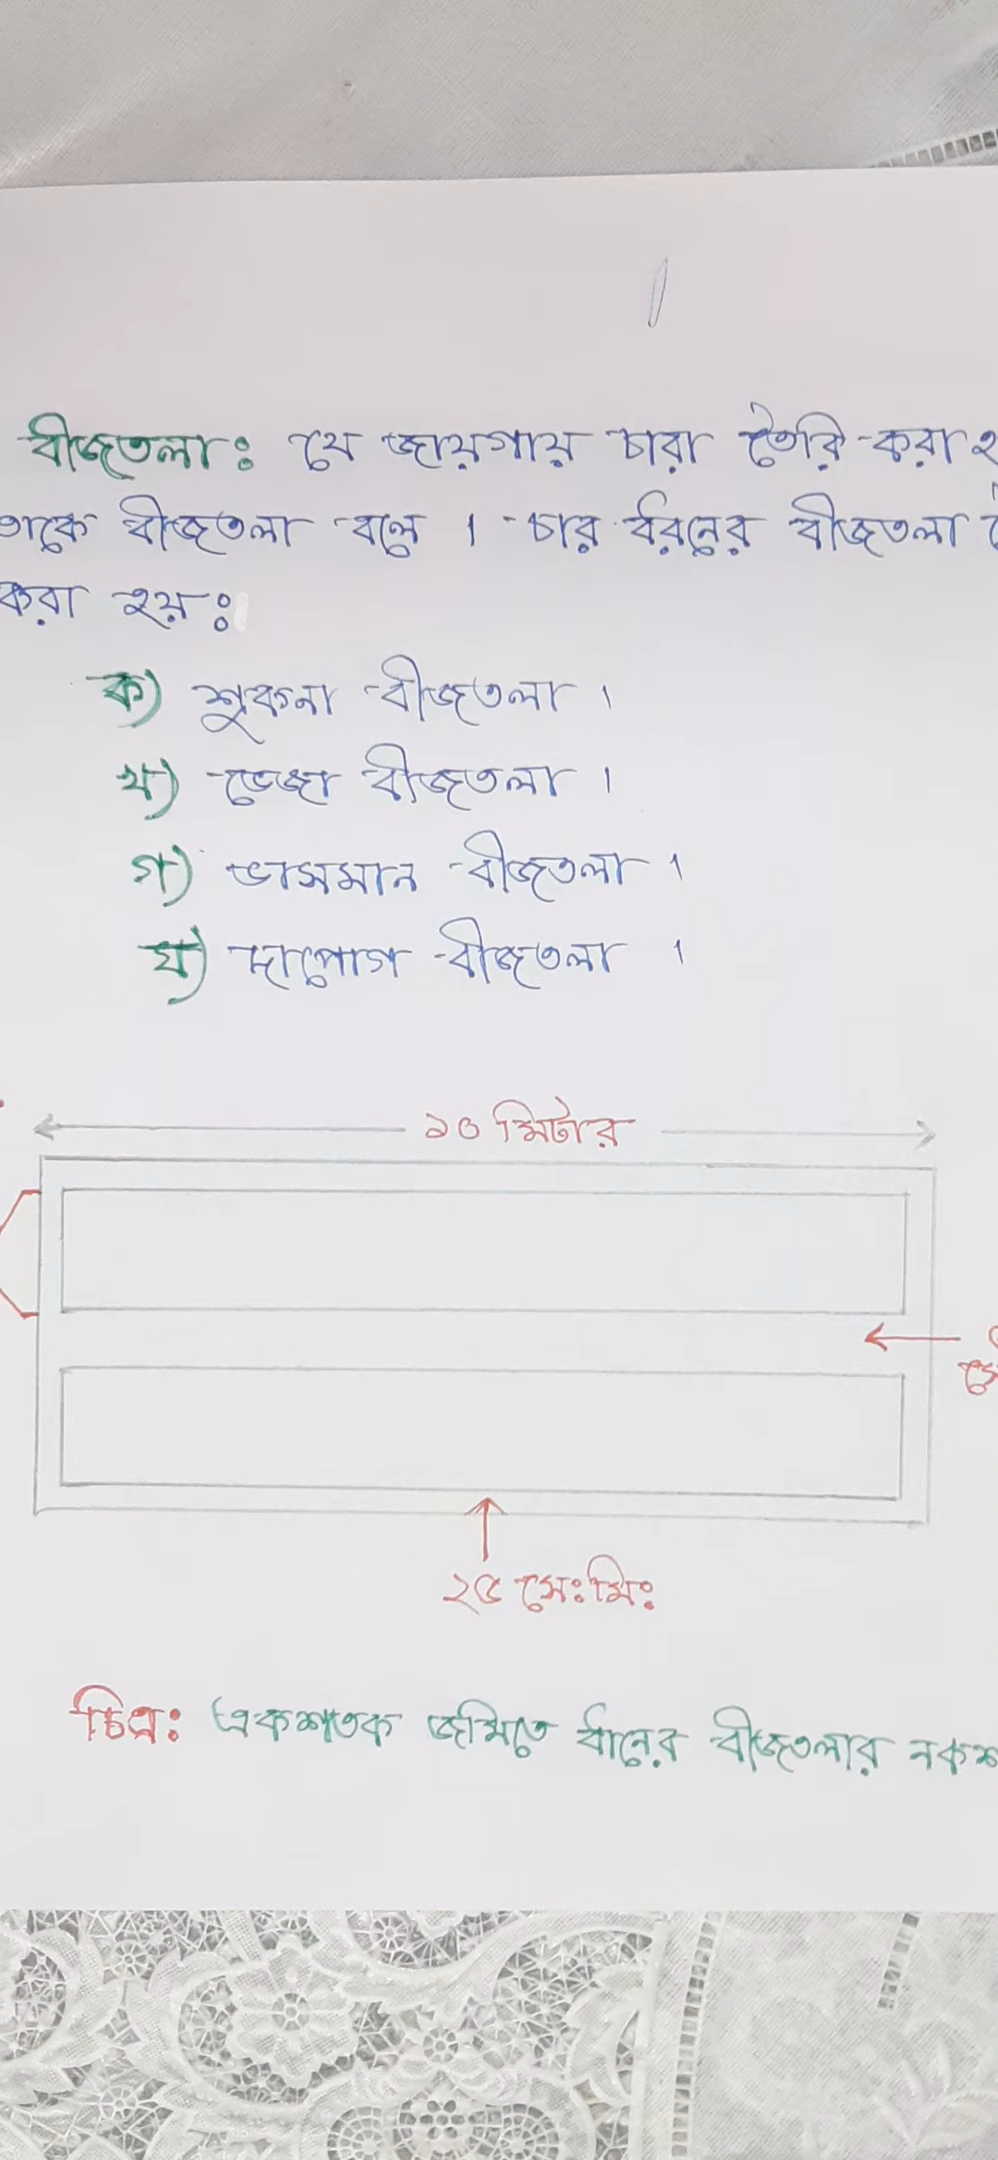 বীজতলাঃ যে জায়গায় চারা তৈরি করা
তাকে বীজতলা বলে । চার ধরনের বীজতলা
করা হয়ঃ
ক) শুকনা বীজতলা ।
খ) ভেজা বীজতলা ।
গ) ভাসমান বীজতলা ।
ঘ) দাপোগ বীজতলা ।
১০ মিটার
২৫ সেঃমিঃ
চিত্রঃ একশতক জমিতে ধানের বীজতলার